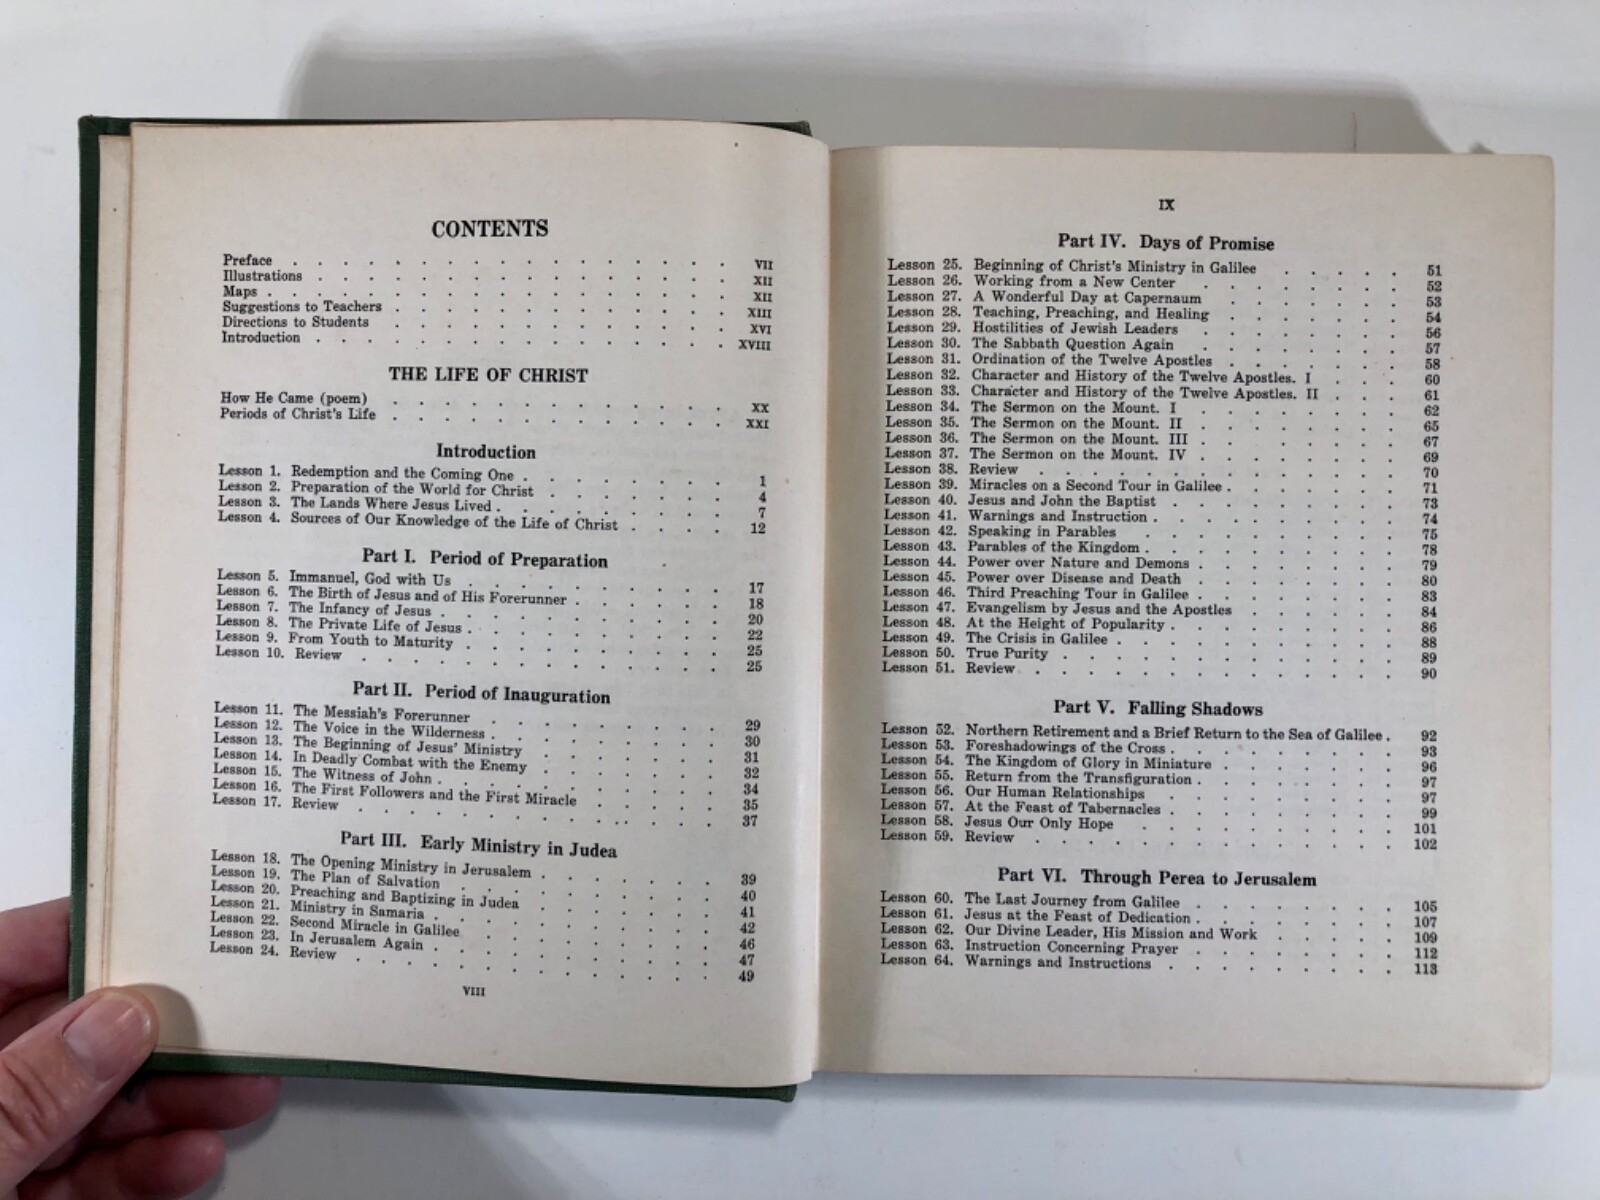 CONTENTS
Preface . . . . . . . . . . . . . . . . . VII
Illustrations . . . . . . . . . . . . . . . . XII
Maps . . . . . . . . . . . . . . . . . . XII
Suggestions to Teachers . . . . . . . . . . . . . XIII
Directions to Students . . . . . . . . . . . . . XVI
Introduction . . . . . . . . . . . . . . . . XVIII
THE LIFE OF CHRIST
How He Came (poem) . . . . . . . . . . . . . XX
Periods of Christ's Life . . . . . . . . . . . . . XXI
Introduction
Lesson 1. Redemption and the Coming One . . . . . . . . 1
Lesson 2. Preparation of the World for Christ . . . . . . . 4
Lesson 3. The Lands Where Jesus Lived . . . . . . . . . 7
Lesson 4. Sources of Our Knowledge of the Life of Christ . . . . 12
Part I. Period of Preparation
Lesson 5. Immanuel, God with Us . . . . . . . . . . 17
Lesson 6. The Birth of Jesus and of His Forerunner . . . . . . 18
Lesson 7. The Infancy of Jesus . . . . . . . . . . . 20
Lesson 8. The Private Life of Jesus . . . . . . . . . . 22
Lesson 9. From Youth to Maturity . . . . . . . . . . 25
Lesson 10. Review . . . . . . . . . . . . . . 25
Part II. Period of Inauguration
Lesson 11. The Messiah's Forerunner . . . . . . . . . 29
Lesson 12. The Voice in the Wilderness . . . . . . . . . 30
Lesson 13. The Beginning of Jesus' Ministry . . . . . . . 31
Lesson 14. In Deadly Combat with the Enemy . . . . . . . 32
Lesson 15. The Witness of John . . . . . . . . . . . 34
Lesson 16. The First Followers and the First Miracle . . . . . 35
Lesson 17. Review . . . . . . . . . . . . . . 37
Part III. Early Ministry in Judea
Lesson 18. The Opening Ministry in Jerusalem . . . . . . . 39
Lesson 19. The Plan of Salvation . . . . . . . . . . 40
Lesson 20. Preaching and Baptizing in Judea . . . . . . . 41
Lesson 21. Ministry in Samaria . . . . . . . . . . . 42
Lesson 22. Second Miracle in Galilee . . . . . . . . . 46
Lesson 23. In Jerusalem Again . . . . . . . . . . . 47
Lesson 24. Review . . . . . . . . . . . . . . 49
VIII
IX
Part IV. Days of Promise
Lesson 25. Beginning of Christ's Ministry in Galilee . . . . . 51
Lesson 26. Working from a New Center . . . . . . . . 52
Lesson 27. A Wonderful Day at Capernaum . . . . . . . 53
Lesson 28. Teaching, Preaching, and Healing . . . . . . . 54
Lesson 29. Hostilities of Jewish Leaders . . . . . . . . 56
Lesson 30. The Sabbath Question Again . . . . . . . . 57
Lesson 31. Ordination of the Twelve Apostles . . . . . . . 58
Lesson 32. Character and History of the Twelve Apostles. I . . . 60
Lesson 33. Character and History of the Twelve Apostles. II . . . 61
Lesson 34. The Sermon on the Mount. I . . . . . . . . 62
Lesson 35. The Sermon on the Mount. II . . . . . . . . 65
Lesson 36. The Sermon on the Mount. III . . . . . . . . 67
Lesson 37. The Sermon on the Mount. IV . . . . . . . . 69
Lesson 38. Review . . . . . . . . . . . . . . 70
Lesson 39. Miracles on a Second Tour in Galilee . . . . . . . 71
Lesson 40. Jesus and John the Baptist . . . . . . . . . 73
Lesson 41. Warnings and Instruction . . . . . . . . . . 74
Lesson 42. Speaking in Parables . . . . . . . . . . 75
Lesson 43. Parables of the Kingdom . . . . . . . . . . 78
Lesson 44. Power over Nature and Demons . . . . . . . . 79
Lesson 45. Power over Disease and Death . . . . . . . . 80
Lesson 46. Third Preaching Tour in Galilee . . . . . . . . 83
Lesson 47. Evangelism by Jesus and the Apostles . . . . . . 84
Lesson 48. At the Height of Popularity . . . . . . . . . 86
Lesson 49. The Crisis in Galilee . . . . . . . . . . . 88
Lesson 50. True Purity . . . . . . . . . . . . . 89
Lesson 51. Review . . . . . . . . . . . . . . 90
Part V. Falling Shadows
Lesson 52. Northern Retirement and a Brief Return to the Sea of Galilee . 92
Lesson 53. Foreshadowings of the Cross . . . . . . . . . 93
Lesson 54. The Kingdom of Glory in Miniature . . . . . . . 96
Lesson 55. Return from the Transfiguration . . . . . . . . 97
Lesson 56. Our Human Relationships . . . . . . . . . 97
Lesson 57. At the Feast of Tabernacles . . . . . . . . . 99
Lesson 58. Jesus Our Only Hope . . . . . . . . . . 101
Lesson 59. Review . . . . . . . . . . . . . . 102
Part VI. Through Perea to Jerusalem
Lesson 60. The Last Journey from Galilee . . . . . . . . 105
Lesson 61. Jesus at the Feast of Dedication . . . . . . . . 107
Lesson 62. Our Divine Leader, His Mission and Work . . . . . 109
Lesson 63. Instruction Concerning Prayer . . . . . . . . 112
Lesson 64. Warnings and Instructions . . . . . . . . . 113